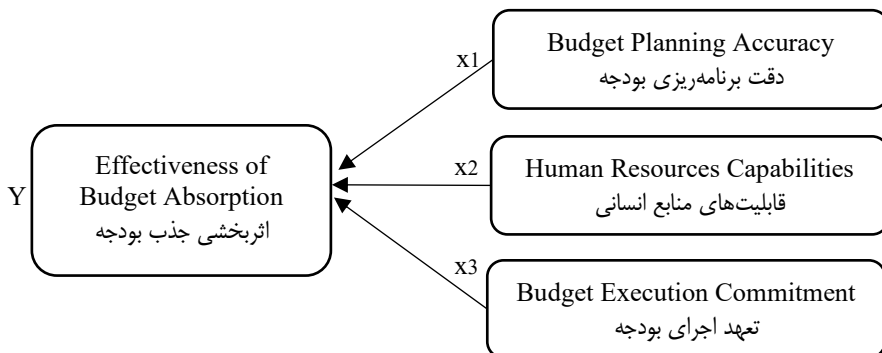 x1
Budget Planning Accuracy
دقت برنامه‌ریزی بودجه
Y
Effectiveness of
Budget Absorption
اثربخشی جذب بودجه
x2
Human Resources Capabilities
قابلیت‌های منابع انسانی
x3
Budget Execution Commitment
تعهد اجرای بودجه